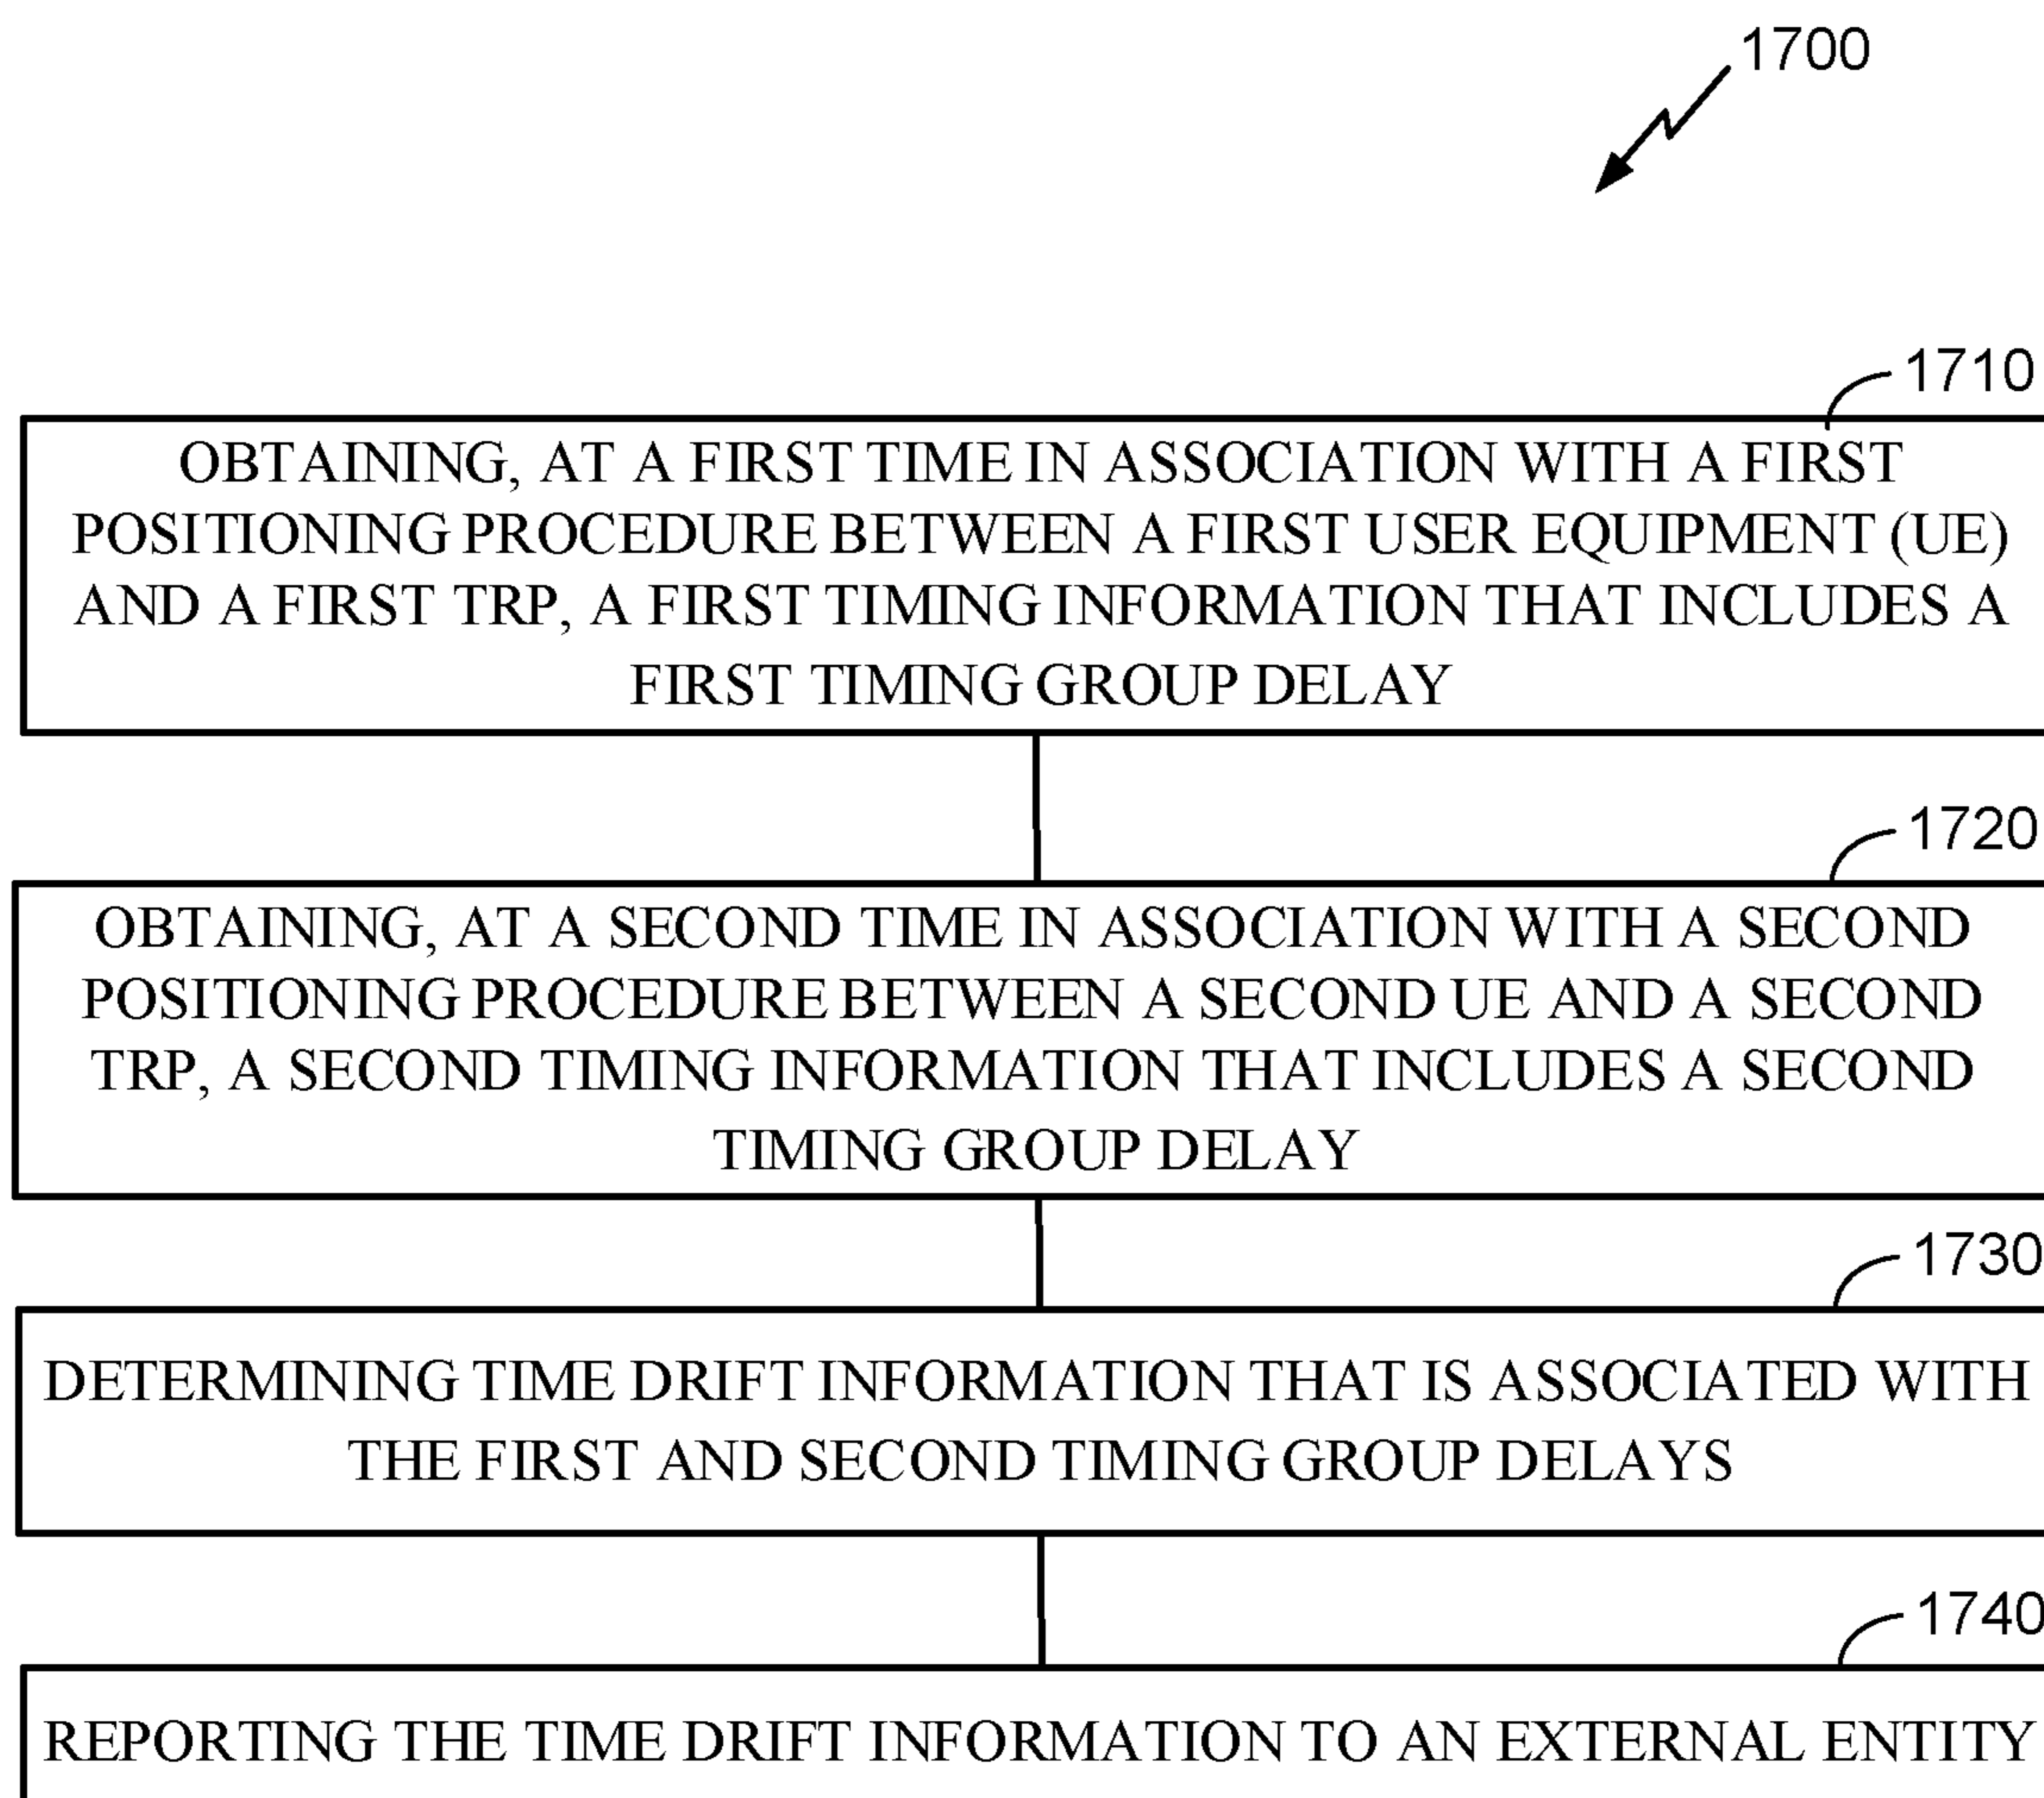 1700
1710
OBTAINING, AT A FIRST TIME IN ASSOCIATION WITH A FIRST
POSITIONING PROCEDURE BETWEEN A FIRST USER EQUIPMENT (UE)
AND A FIRST TRP, A FIRST TIMING INFORMATION THAT INCLUDES A
FIRST TIMING GROUP DELAY
1720
OBTAINING, AT A SECOND TIME IN ASSOCIATION WITH A SECOND
POSITIONING PROCEDURE BETWEEN A SECOND UE AND A SECOND
TRP, A SECOND TIMING INFORMATION THAT INCLUDES A SECOND
TIMING GROUP DELAY
1730
DETERMINING TIME DRIFT INFORMATION THAT IS ASSOCIATED WITH
THE FIRST AND SECOND TIMING GROUP DELAYS
1740
REPORTING THE TIME DRIFT INFORMATION TO AN EXTERNAL ENTITY